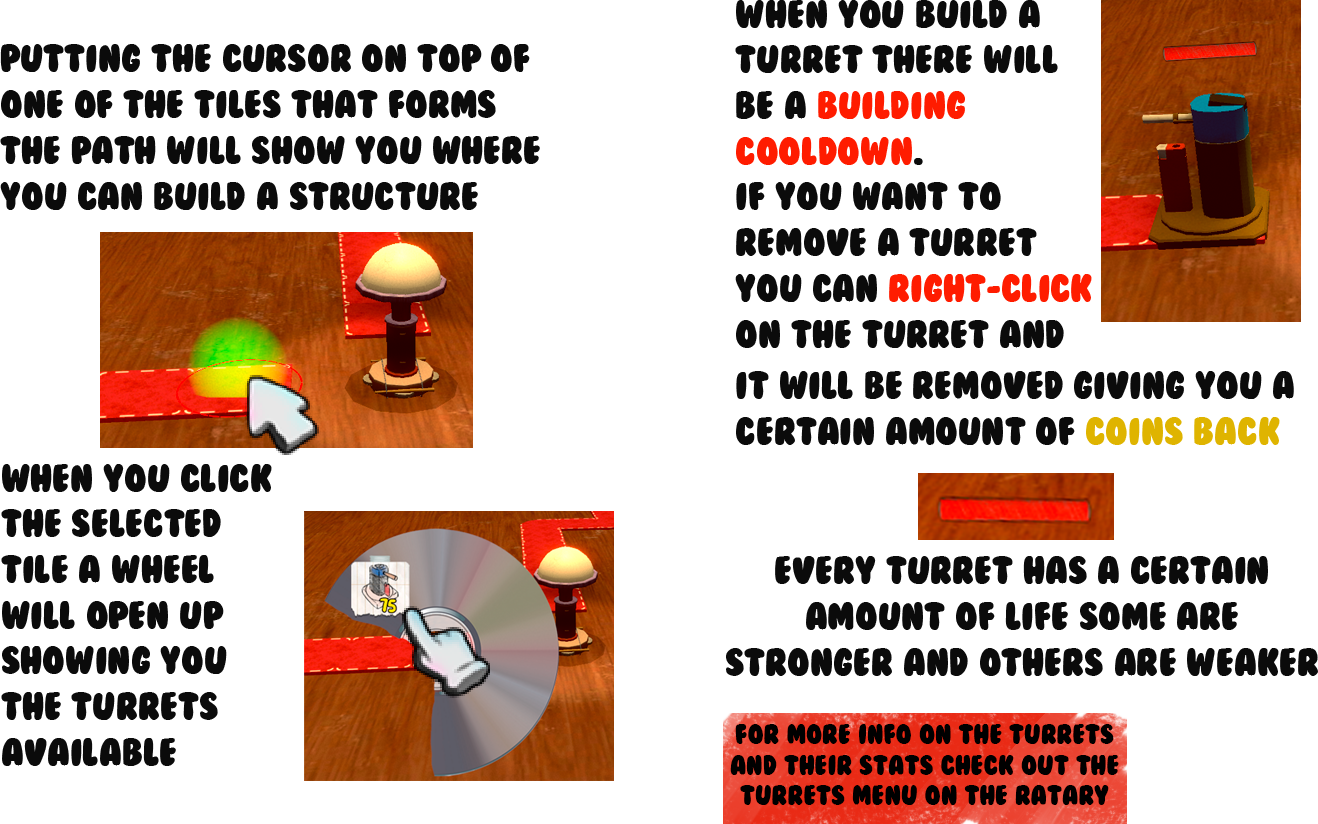 PUTTING THE CURSOR ON TOP OF
ONE OF THE TILES THAT FORMS
THE PATH WILL SHOW YOU WHERE
YOU CAN BUILD A STRUCTURE
WHEN YOU CLICK
THE SELECTED
TILE A WHEEL
WILL OPEN UP
SHOWING YOU
THE TURRETS
AVAILABLE
75
WHEN YOU BUILD A
TURRET THERE WILL
BE A BUILDING
COOLDOWN.
IF YOU WANT TO
REMOVE A TURRET
YOU CAN RIGHT-CLICK
ON THE TURRET AND
IT WILL BE REMOVED GIVING YOU A
CERTAIN AMOUNT OF COINS BACK
EVERY TURRET HAS A CERTAIN
AMOUNT OF LIFE SOME ARE
STRONGER AND OTHERS ARE WEAKER
FOR MORE INFO ON THE TURRETS
AND THEIR STATS CHECK OUT THE
TURRETS MENU ON THE RATARY